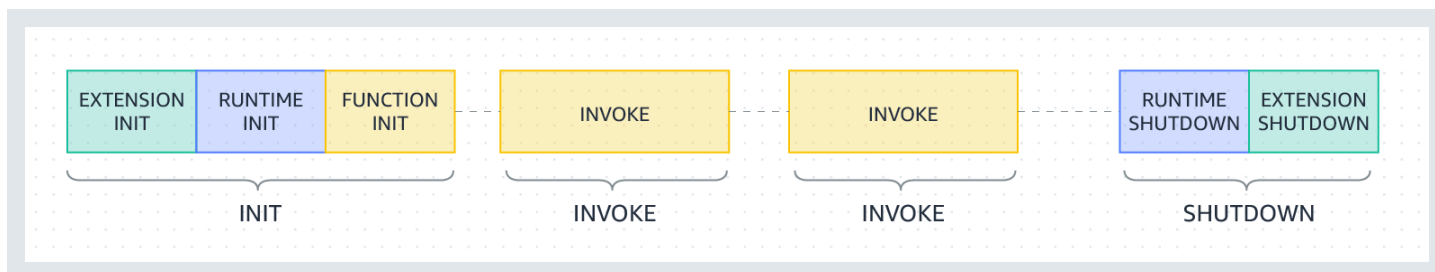 EXTENSION
INIT
RUNTIME
INIT
FUNCTION
INIT
INVOKE
INVOKE
RUNTIME
SHUTDOWN
EXTENSION
SHUTDOWN
INIT
INVOKE
INVOKE
SHUTDOWN